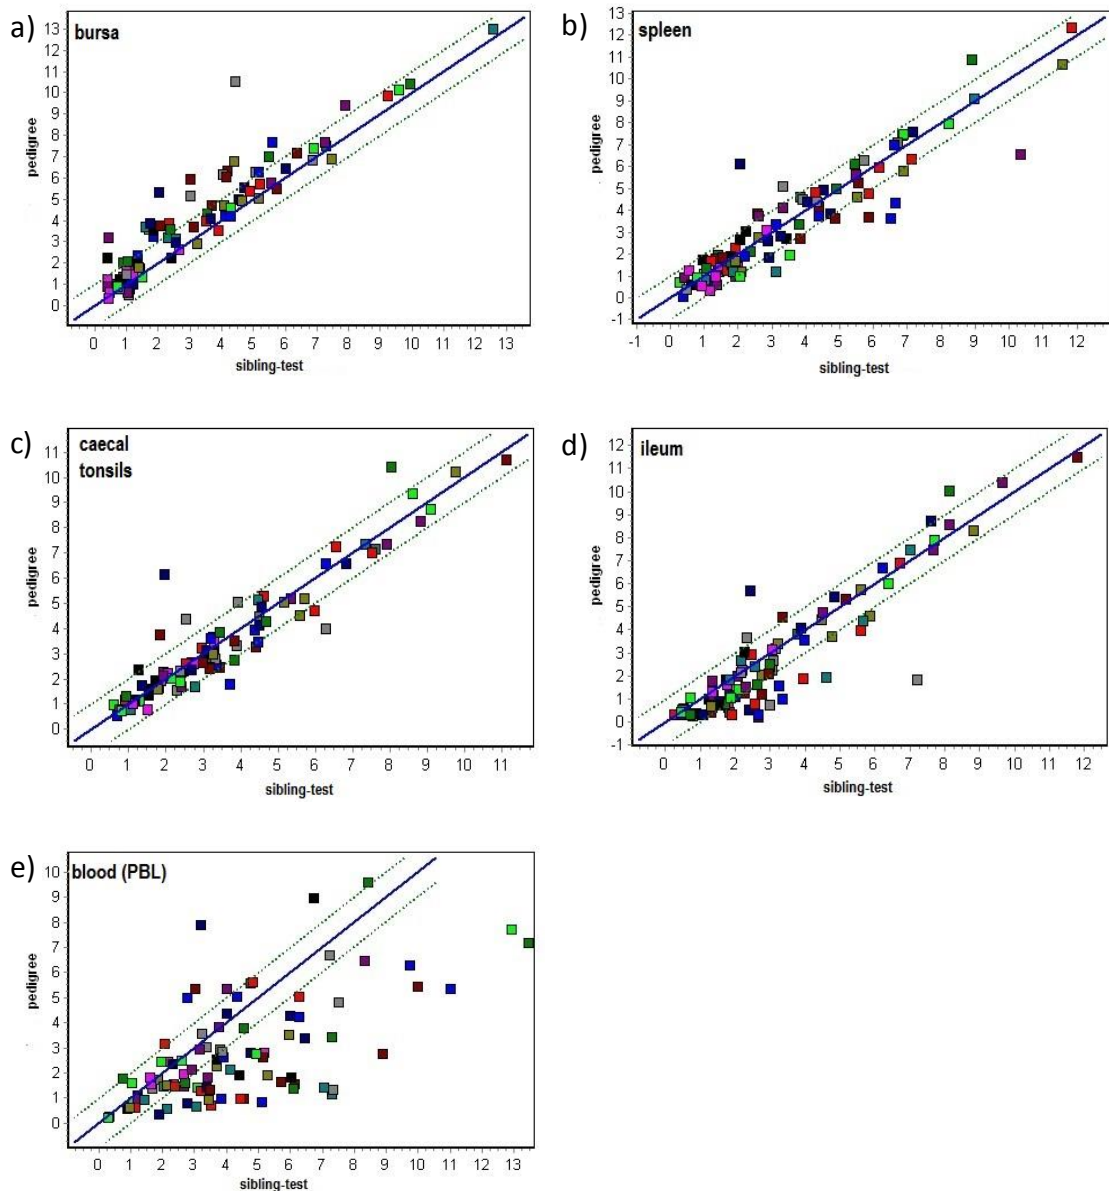 a)
bursa
13
12
11
10
9
8
7
6
5
4
3
2
1
0
pedigree
0 1 2 3 4 5 6 7 8 9 10 11 12 13
sibling-test
b)
spleen
13
12
11
10
9
8
7
6
5
4
3
2
1
0
-1
pedigree
-1 0 1 2 3 4 5 6 7 8 9 10 11 12
sibling-test
c)
caecal
tonsils
11
10
9
8
7
6
5
4
3
2
1
0
pedigree
0 1 2 3 4 5 6 7 8 9 10 11
sibling-test
d)
ileum
12
11
10
9
8
7
6
5
4
3
2
1
0
-1
pedigree
0 1 2 3 4 5 6 7 8 9 10 11 12
sibling-test
e)
blood (PBL)
10
9
8
7
6
5
4
3
2
1
0
pedigree
0 1 2 3 4 5 6 7 8 9 10 11 12 13
sibling-test